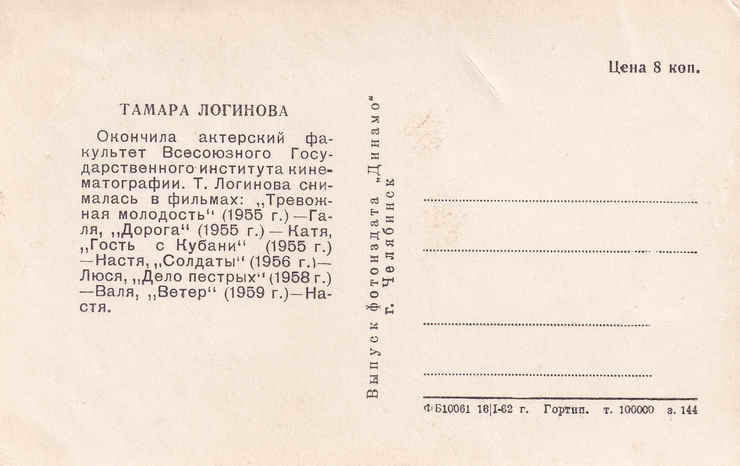 ТАМАРА ЛОГИНОВА
Окончила актерский фа-
культет Всесоюзного Госу-
дарственного института кине-
матографии. Т. Логинова сни-
малась в фильмах: „Тревож-
ная молодость“ (1955 г.)—Га-
ля, „Дорога“ (1955 г.) — Катя,
„Гость с Кубани“ (1955 г.)
—Настя, „Солдаты“ (1956 г.)—
Люся, „Дело пестрых“ (1958 г.)
—Валя, „Ветер“ (1959 г.)—На-
стя.
Выпуск фотоиздата „Динамо“
г. Челябинск
Цена 8 коп.
ФБ10061 16|I-62 г. Гортип. т. 100000 з. 144